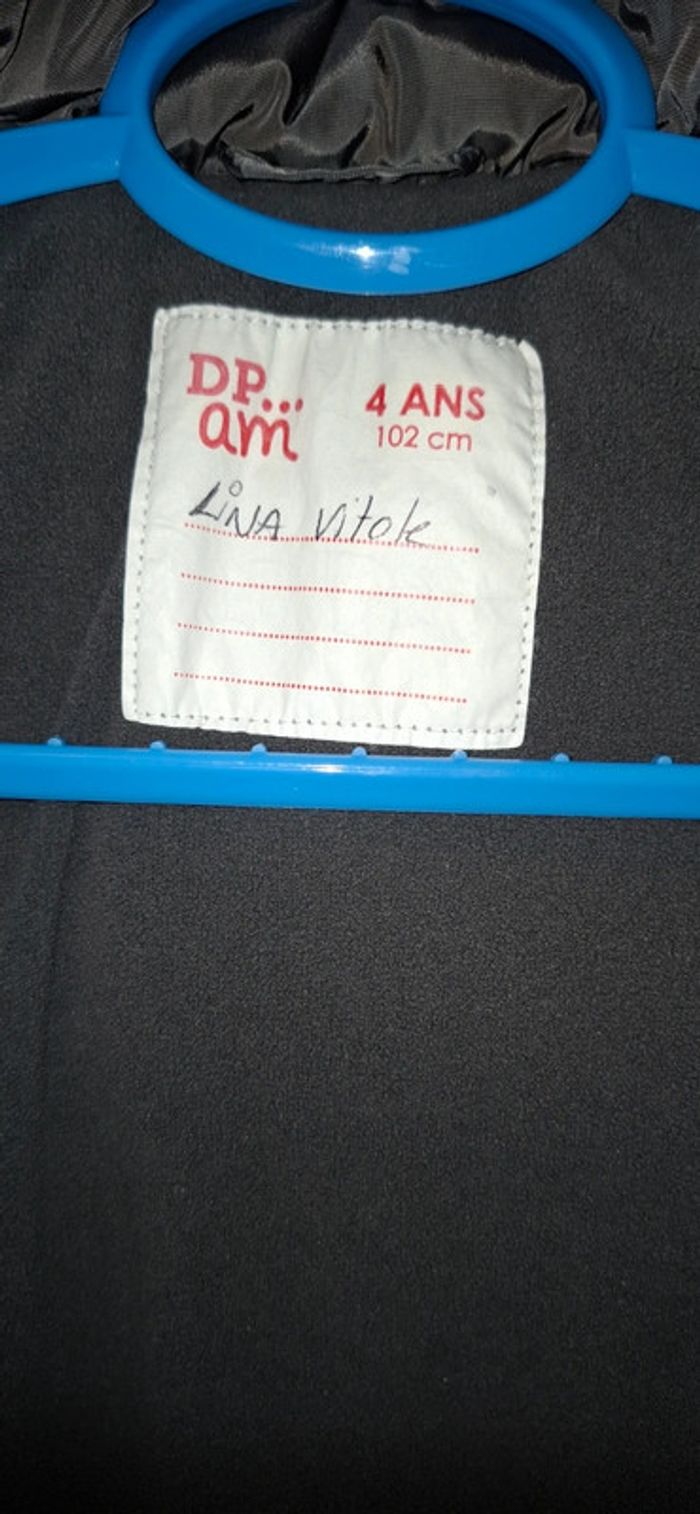 DP...
am
4 ANS
102 cm
LiNA Vitole